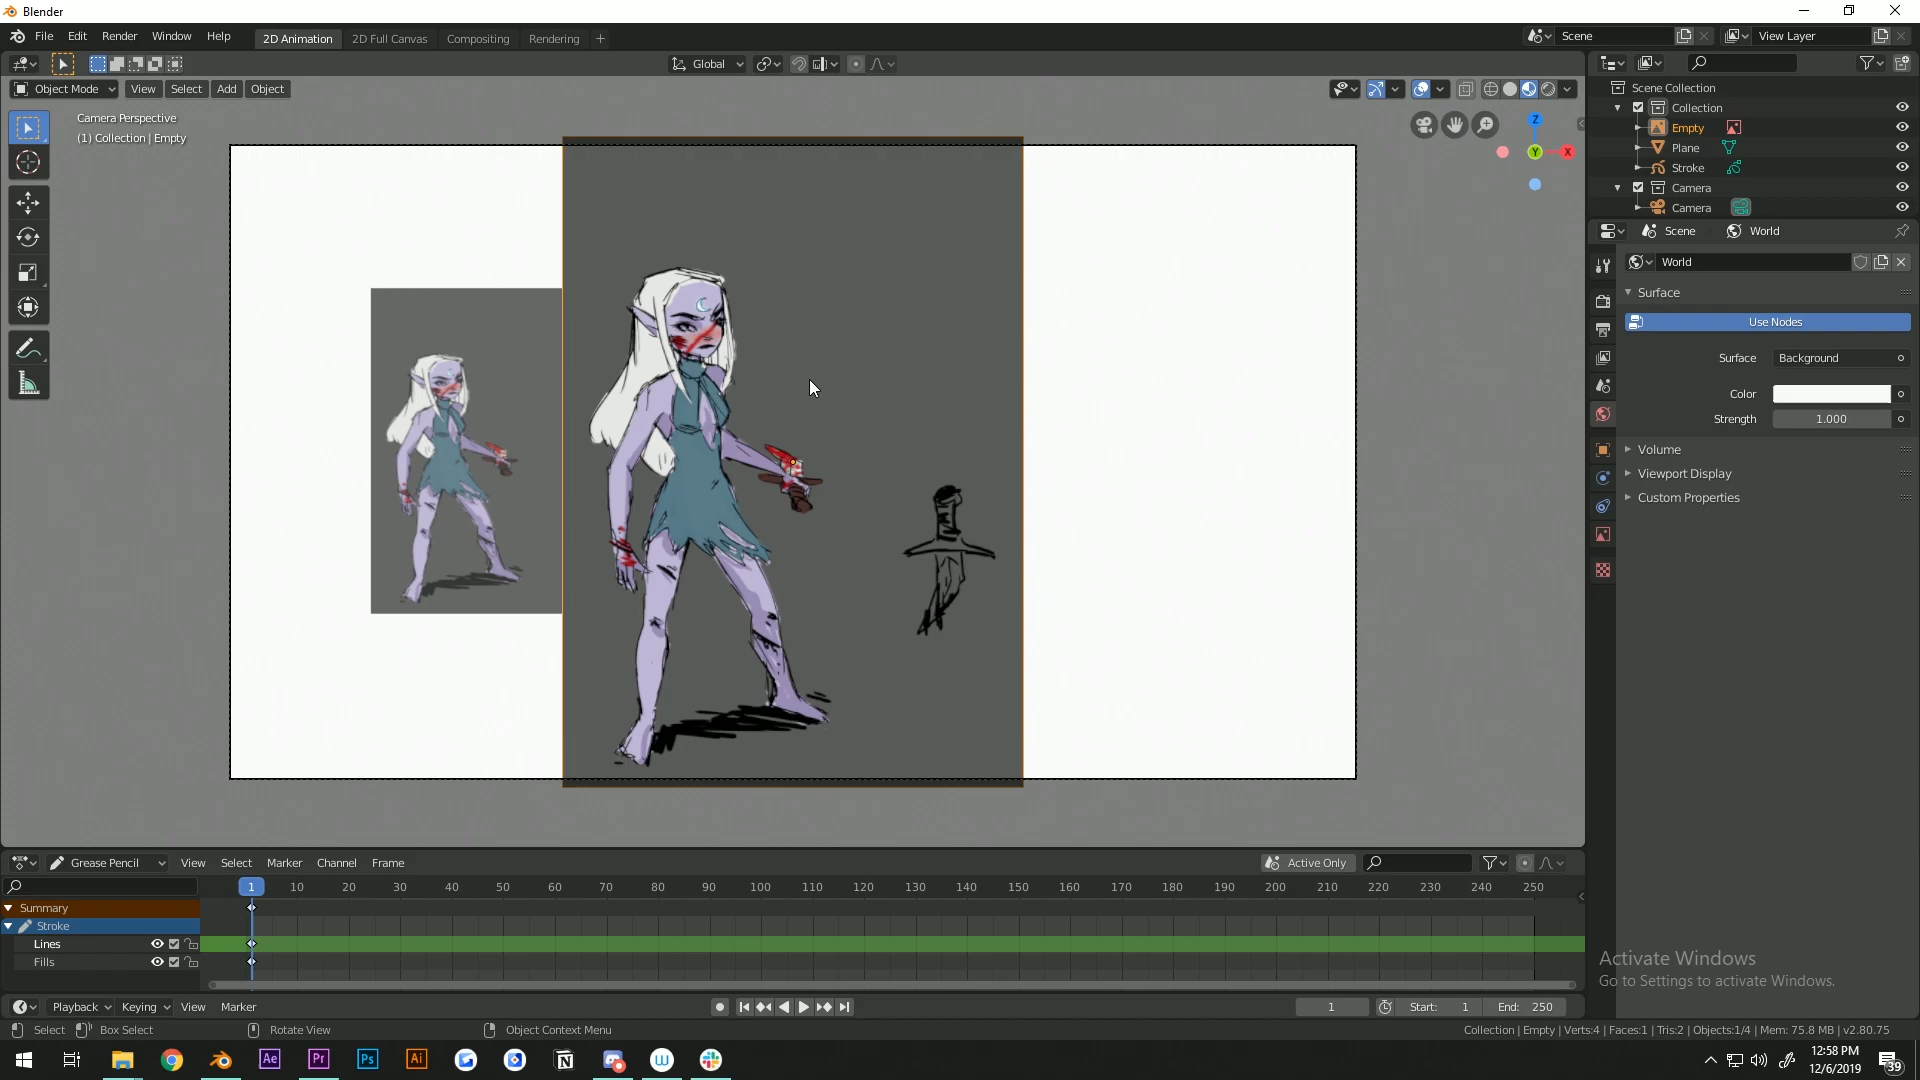 Blender
File Edit Render Window Help 2D Animation 2D Full Canvas Compositing Rendering + Scene View Layer
Global
Object Mode View Select Add Object
Camera Perspective
(1) Collection | Empty
Z
Y
X
Scene Collection
Collection
Empty
Plane
Stroke
Camera
Camera
Scene World
World
Surface
Use Nodes
Surface Background
Color
Strength 1.000
Volume
Viewport Display
Custom Properties
Grease Pencil View Select Marker Channel Frame Active Only
1 10 20 30 40 50 60 70 80 90 100 110 120 130 140 150 160 170 180 190 200 210 220 230 240 250
Summary
Stroke
Lines
Fills
Activate Windows
Go to Settings to activate Windows.
Playback Keying View Marker 1 Start: 1 End: 250
Select Box Select Rotate View Object Context Menu Collection | Empty | Verts:4 | Faces:1 | Tris:2 | Objects:1/4 | Mem: 75.8 MB | v2.80.75
Ae Pr Ps Ai N W
12:58 PM
12/6/2019
39